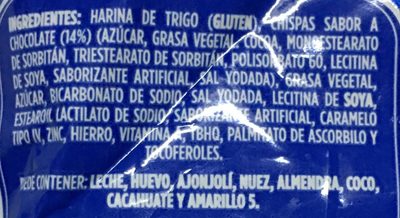 INGREDIENTES: HARINA DE TRIGO (GLUTEN), CHISPAS SABOR A
CHOCOLATE (14%) (AZÚCAR, GRASA VEGETAL, COCOA, MONOESTEARATO
DE SORBITÁN, TRIESTEARATO DE SORBITÁN, POLISORBATO 60, LECITINA
DE SOYA, SABORIZANTE ARTIFICIAL, SAL YODADA), GRASA VEGETAL,
AZÚCAR, BICARBONATO DE SODIO, SAL YODADA, LECITINA DE SOYA,
ESTEAROIL LACTILATO DE SODIO, SABORIZANTE ARTIFICIAL, CARAMELO
TIPO IV, ZINC, HIERRO, VITAMINA A, TBHQ, PALMITATO DE ASCORBILO Y
TOCOFEROLES.
PUEDE CONTENER: LECHE, HUEVO, AJONJOLÍ, NUEZ, ALMENDRA, COCO,
CACAHUATE Y AMARILLO 5.